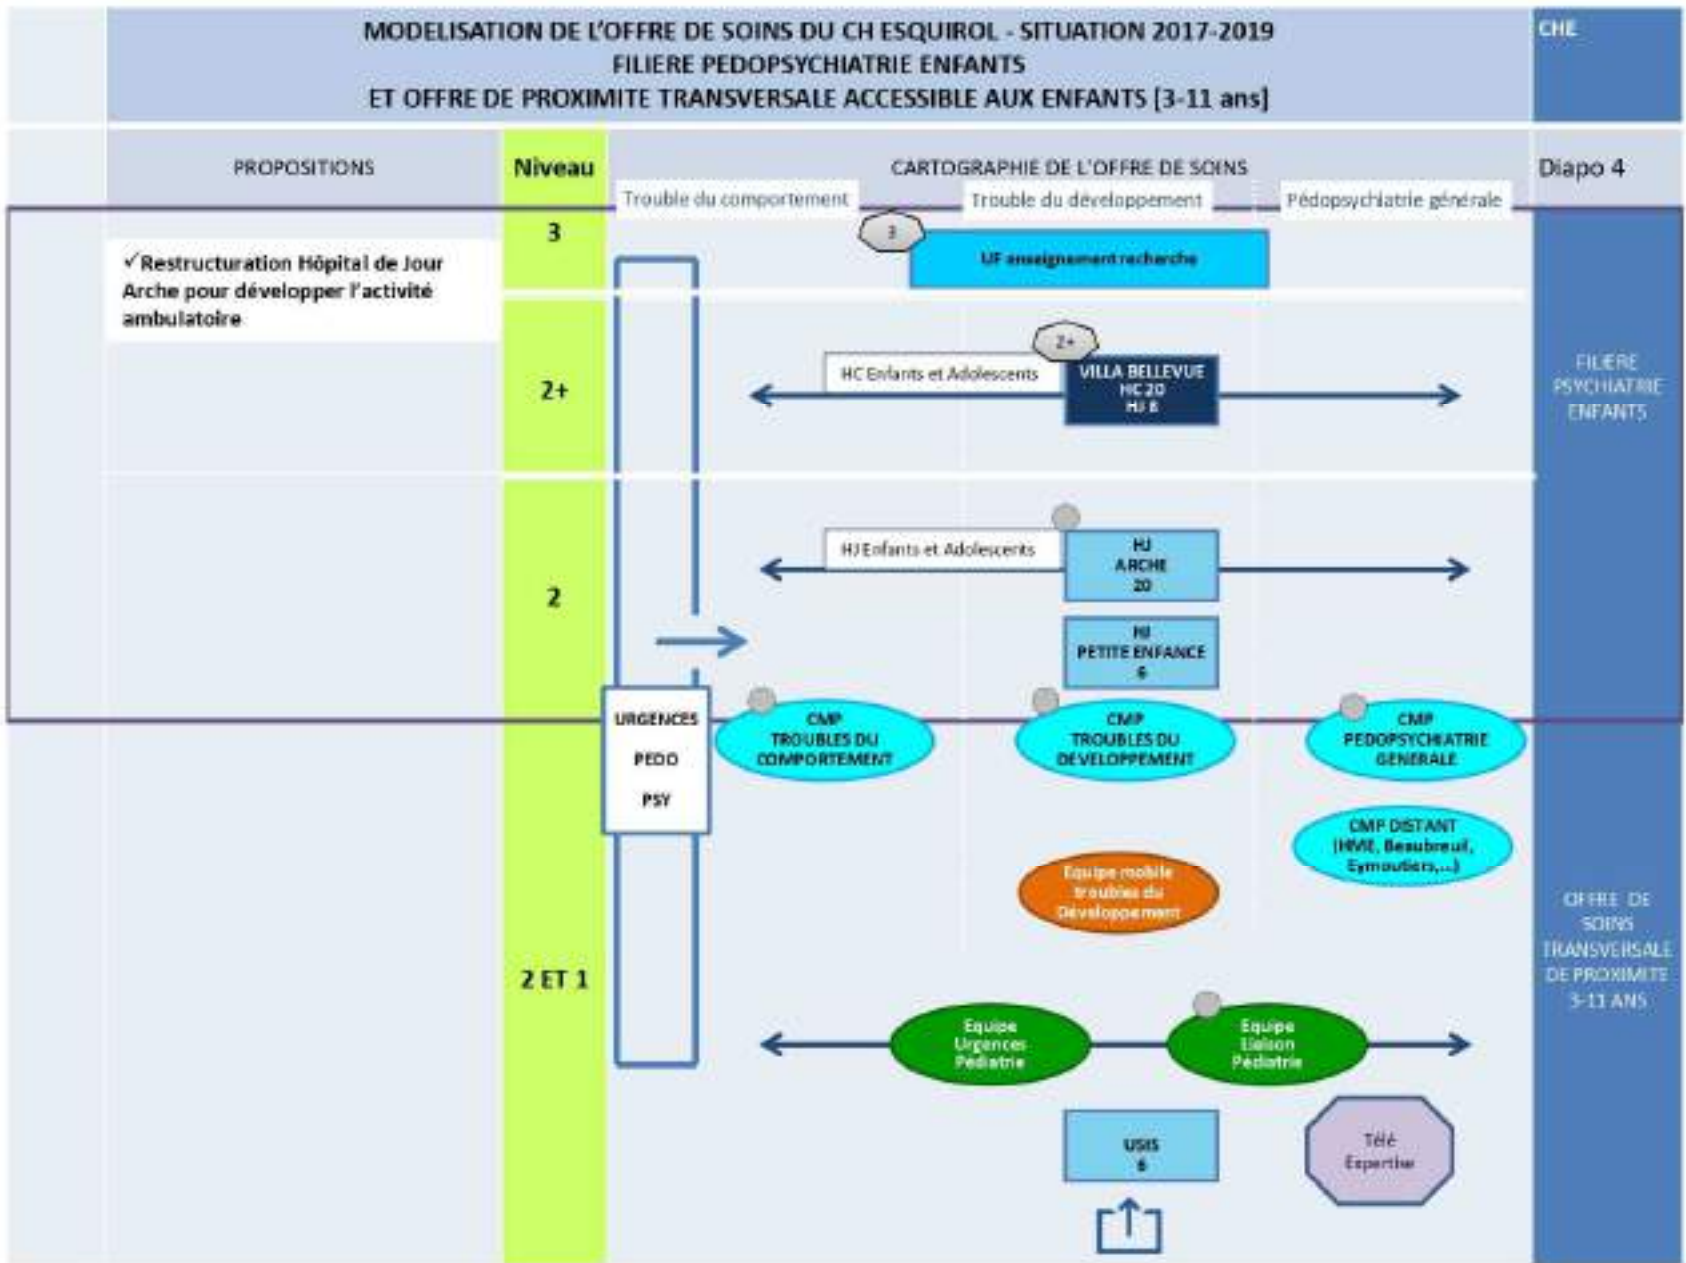 MODELISATION DE L'OFFRE DE SOINS DU CH ESQUIROL - SITUATION 2017-2019
FILIERE PEDOPSYCHIATRIE ENFANTS
ET OFFRE DE PROXIMITE TRANSVERSALE ACCESSIBLE AUX ENFANTS [3-11 ans]
CHE
PROPOSITIONS
Niveau
CARTOGRAPHIE DE L'OFFRE DE SOINS
Diapo 4
Trouble du comportement
Trouble du développement
Pédopsychiatrie générale
3
3
UF enseignement recherche
✓Restructuration Hôpital de Jour
Arche pour développer l'activité
ambulatoire
2+
2+
HC Enfants et Adolescents
VILLA BELLEVUE
HC 20
HJ 8
FILIERE
PSYCHIATRIE
ENFANTS
2
HJ Enfants et Adolescents
HJ
ARCHE
20
HJ
PETITE ENFANCE
6
URGENCES
PEDO
PSY
CMP
TROUBLES DU
COMPORTEMENT
CMP
TROUBLES DU
DEVELOPPEMENT
CMP
PEDOPSYCHIATRIE
GENERALE
CMP DISTANT
(HME, Beaubreuil,
Eymoutiers,...)
Equipe mobile
troubles du
Développement
2 ET 1
OFFRE DE
SOINS
TRANSVERSALE
DE PROXIMITE
3-11 ANS
Equipe
Urgences
Pédiatrie
Equipe
Liaison
Pédiatrie
USIS
6
Télé
Expertise